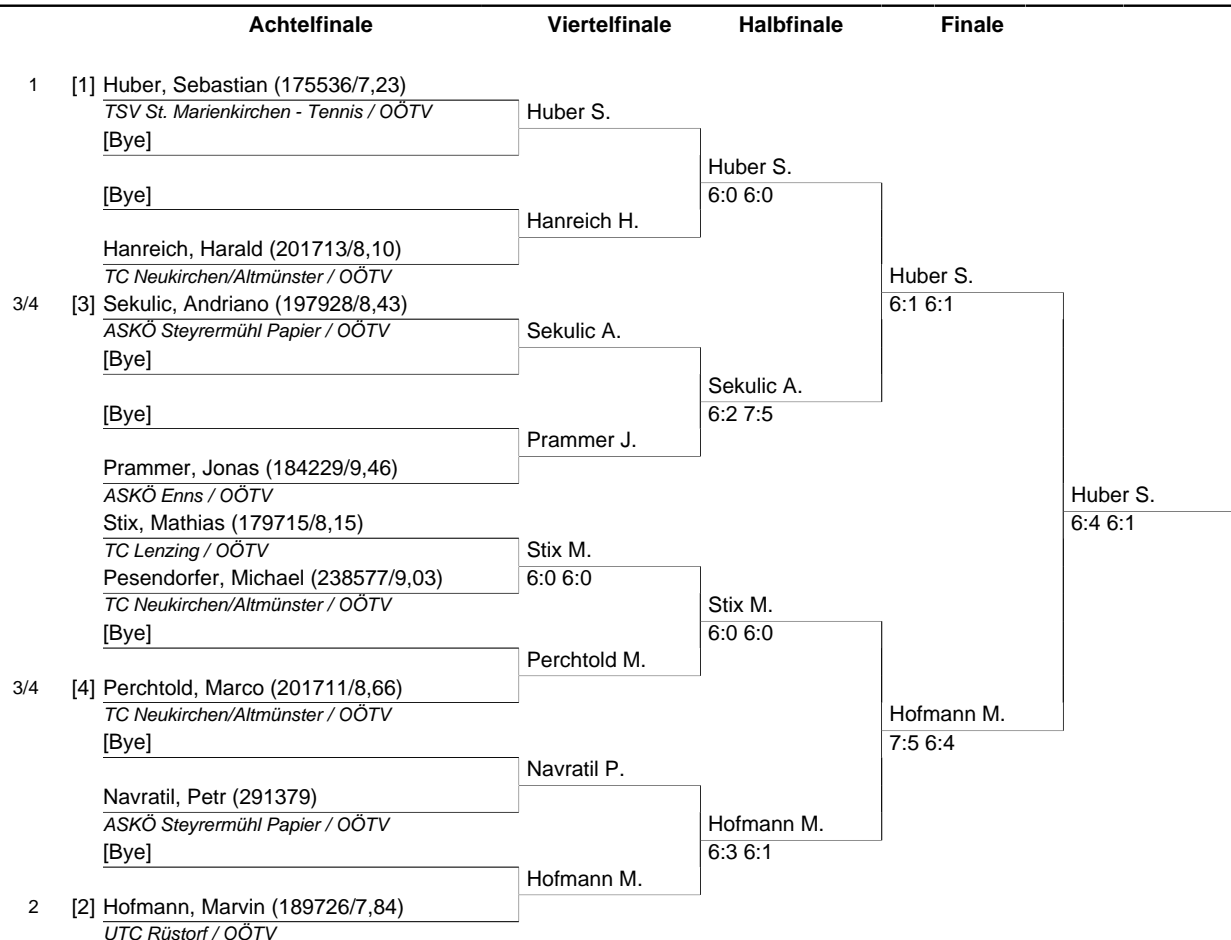 Achtelfinale Viertelfinale Halbfinale Finale
1 [1] Huber, Sebastian (175536/7,23)
TSV St. Marienkirchen - Tennis / OÖTV Huber S.
[Bye]
Huber S.
[Bye] 6:0 6:0
Hanreich H.
Hanreich, Harald (201713/8,10)
TC Neukirchen/Altmünster / OÖTV Huber S.
3/4 [3] Sekulic, Andriano (197928/8,43) 6:1 6:1
ASKÖ Steyrermühl Papier / OÖTV Sekulic A.
[Bye]
Sekulic A.
[Bye] 6:2 7:5
Prammer J.
Prammer, Jonas (184229/9,46)
ASKÖ Enns / OÖTV Huber S.
Stix, Mathias (179715/8,15) 6:4 6:1
TC Lenzing / OÖTV Stix M.
Pesendorfer, Michael (238577/9,03) 6:0 6:0
TC Neukirchen/Altmünster / OÖTV Stix M.
[Bye] 6:0 6:0
Perchtold M.
3/4 [4] Perchtold, Marco (201711/8,66)
TC Neukirchen/Altmünster / OÖTV Hofmann M.
[Bye] 7:5 6:4
Navratil P.
Navratil, Petr (291379)
ASKÖ Steyrermühl Papier / OÖTV Hofmann M.
[Bye] 6:3 6:1
Hofmann M.
2 [2] Hofmann, Marvin (189726/7,84)
UTC Rüstorf / OÖTV